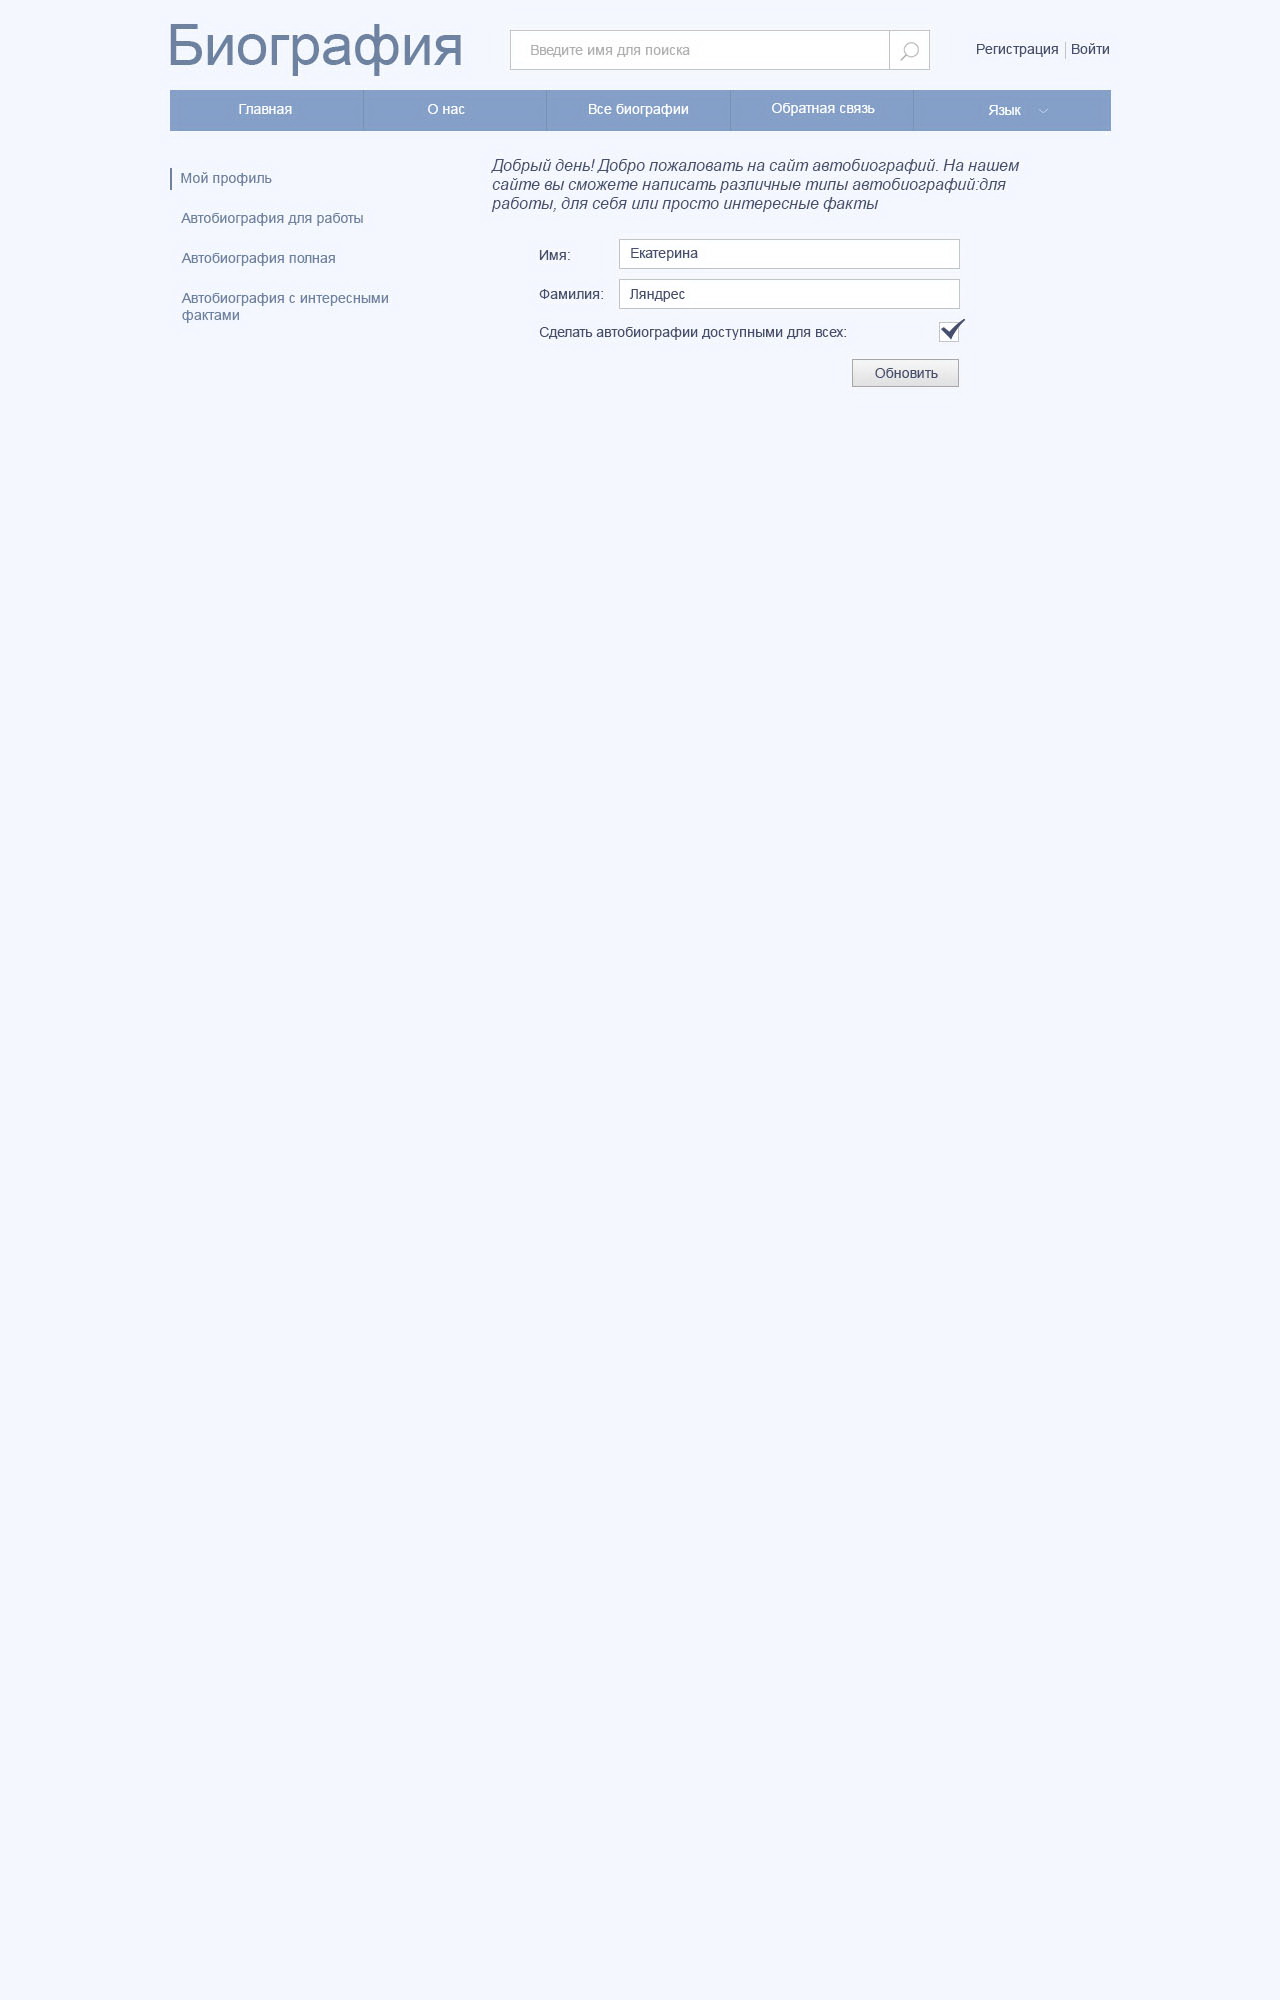 Биография
Введите имя для поиска
Регистрация Войти
Главная О нас Все биографии Обратная связь Язык
Мой профиль
Автобиография для работы
Автобиография полная
Автобиография с интересными
фактами
Добрый день! Добро пожаловать на сайт автобиографий. На нашем
сайте вы сможете написать различные типы автобиографий:для
работы, для себя или просто интересные факты
Имя: Екатерина
Фамилия: Ляндрес
Сделать автобиографии доступными для всех:
Обновить